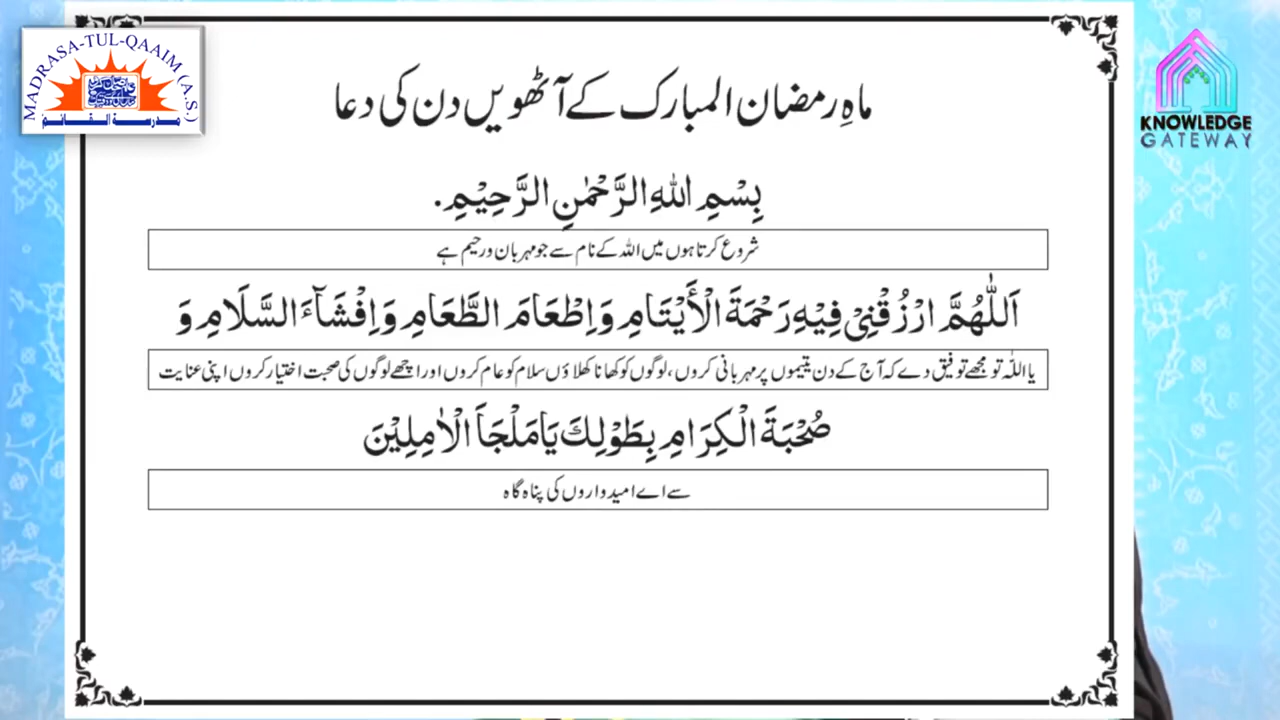 MADRASA-TUL-QAAIM (A.S.)
مدرسة القائم
KNOWLEDGE
GATEWAY
ماہِ رمضان المبارک کے آٹھویں دن کی دعا
بِسْمِ اللهِ الرَّحْمٰنِ الرَّحِيْمِ.
شروع کرتا ہوں میں اللہ کے نام سے جو مہربان و رحیم ہے
اَللّٰهُمَّ ارْزُقْنِيْ فِيْهِ رَحْمَةَ الْأَيْتَامِ وَاِطْعَامَ الطَّعَامِ وَاِفْشَآءَ السَّلَامِ وَ
یا اللّٰہ تو مجھے توفیق دے کہ آج کے دن یتیموں پر مہربانی کروں، لوگوں کو کھانا کھلاؤں سلام کو عام کروں اور اچھے لوگوں کی صحبت اختیار کروں اپنی عنایت
صُحْبَةَ الْكِرَامِ بِطَوْلِكَ يَا مَلْجَاَ الْاٰمِلِيْنَ
سے اے امیدواروں کی پناہ گاہ